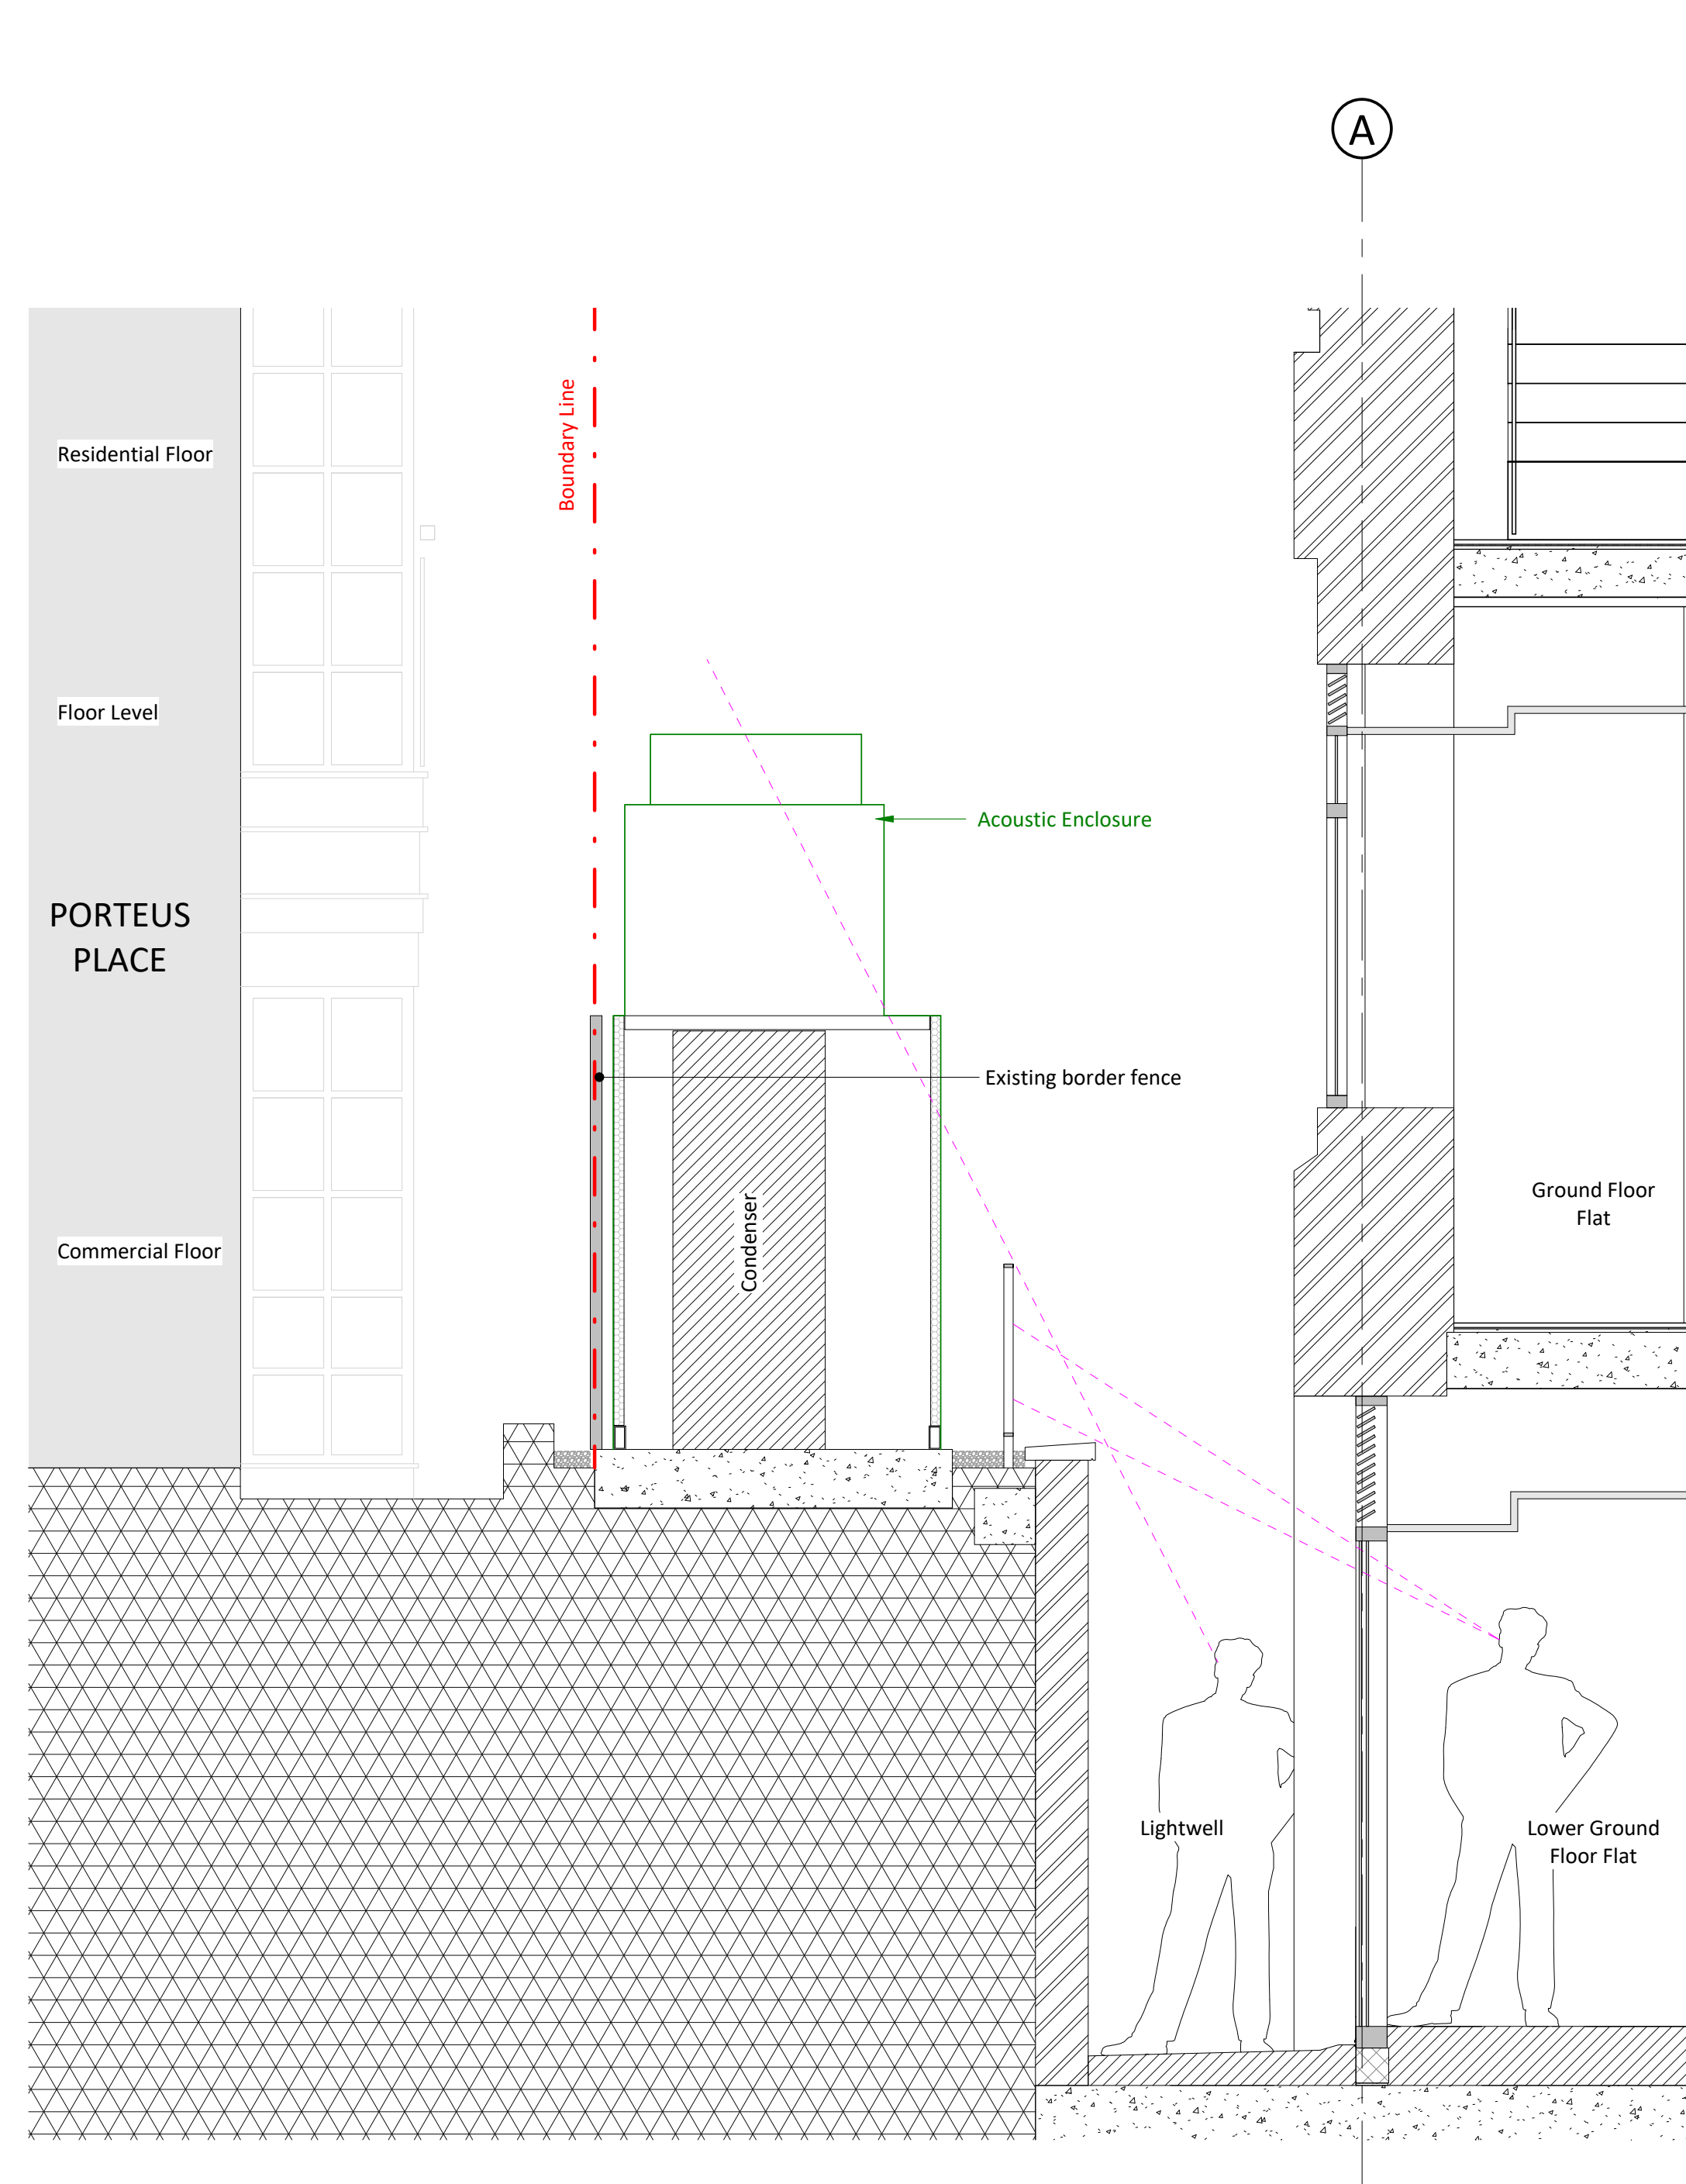 A
Boundary Line
Residential Floor
Floor Level
Acoustic Enclosure
PORTEUS
PLACE
Existing border fence
Condenser
Ground Floor
Flat
Commercial Floor
Lightwell
Lower Ground
Floor Flat